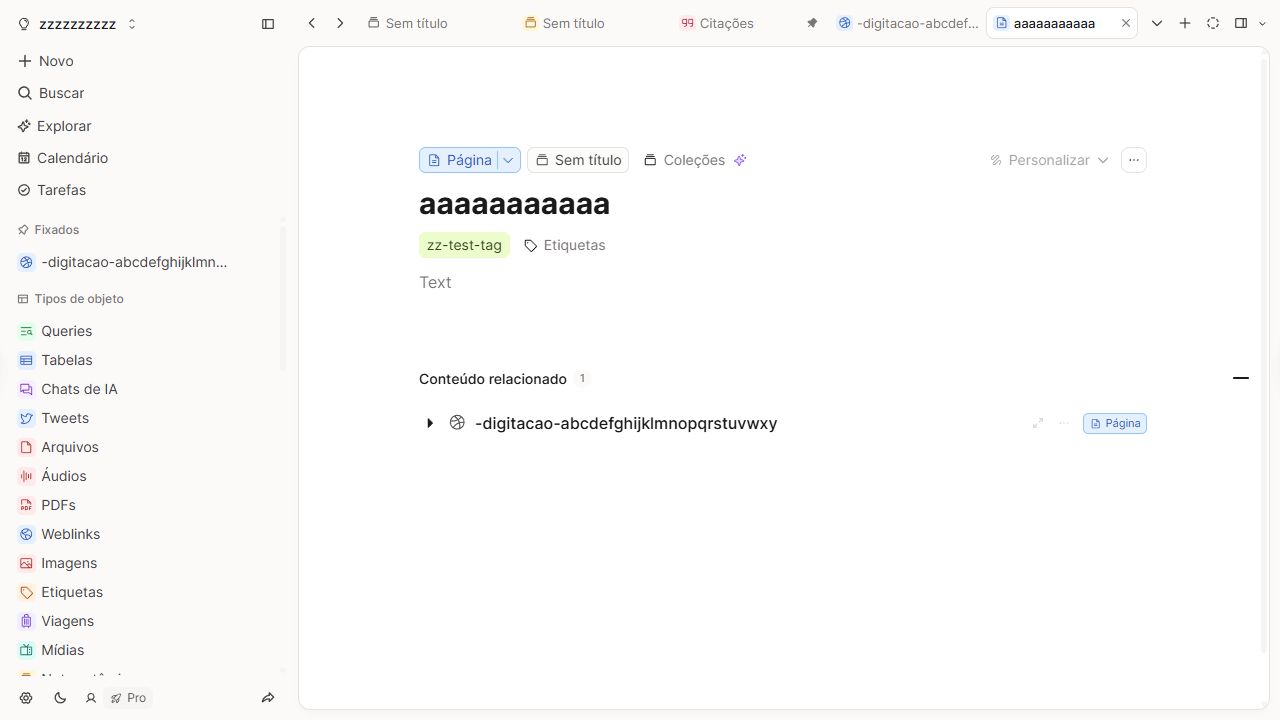 zzzzzzzzzz
Novo
Buscar
Explorar
Calendário
Tarefas
Fixados
-digitacao-abcdefghijklmn...
Tipos de objeto
Queries
Tabelas
Chats de IA
Tweets
Arquivos
Áudios
PDFs
Weblinks
Imagens
Etiquetas
Viagens
Mídias
Pro
Sem título
Sem título
Citações
-digitacao-abcdef...
aaaaaaaaaaa
Página
Sem título
Coleções
Personalizar
aaaaaaaaaaa
zz-test-tag
Etiquetas
Text
Conteúdo relacionado 1
-digitacao-abcdefghijklmnopqrstuvwxy
Página